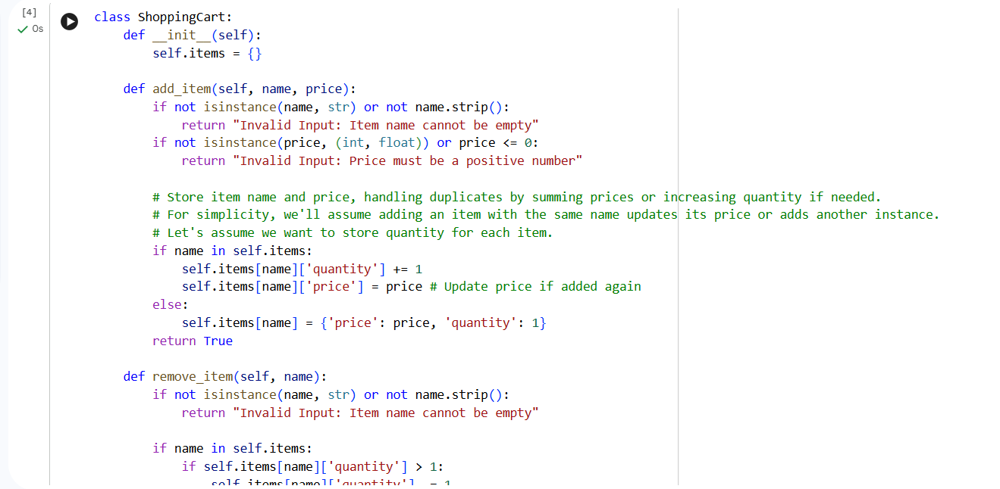 [4]
0s
class ShoppingCart:
    def __init__(self):
        self.items = {}

    def add_item(self, name, price):
        if not isinstance(name, str) or not name.strip():
            return "Invalid Input: Item name cannot be empty"
        if not isinstance(price, (int, float)) or price <= 0:
            return "Invalid Input: Price must be a positive number"

        # Store item name and price, handling duplicates by summing prices or increasing quantity if needed.
        # For simplicity, we'll assume adding an item with the same name updates its price or adds another instance.
        # Let's assume we want to store quantity for each item.
        if name in self.items:
            self.items[name]['quantity'] += 1
            self.items[name]['price'] = price # Update price if added again
        else:
            self.items[name] = {'price': price, 'quantity': 1}
        return True

    def remove_item(self, name):
        if not isinstance(name, str) or not name.strip():
            return "Invalid Input: Item name cannot be empty"

        if name in self.items:
            if self.items[name]['quantity'] > 1:
                self.items[name]['quantity']